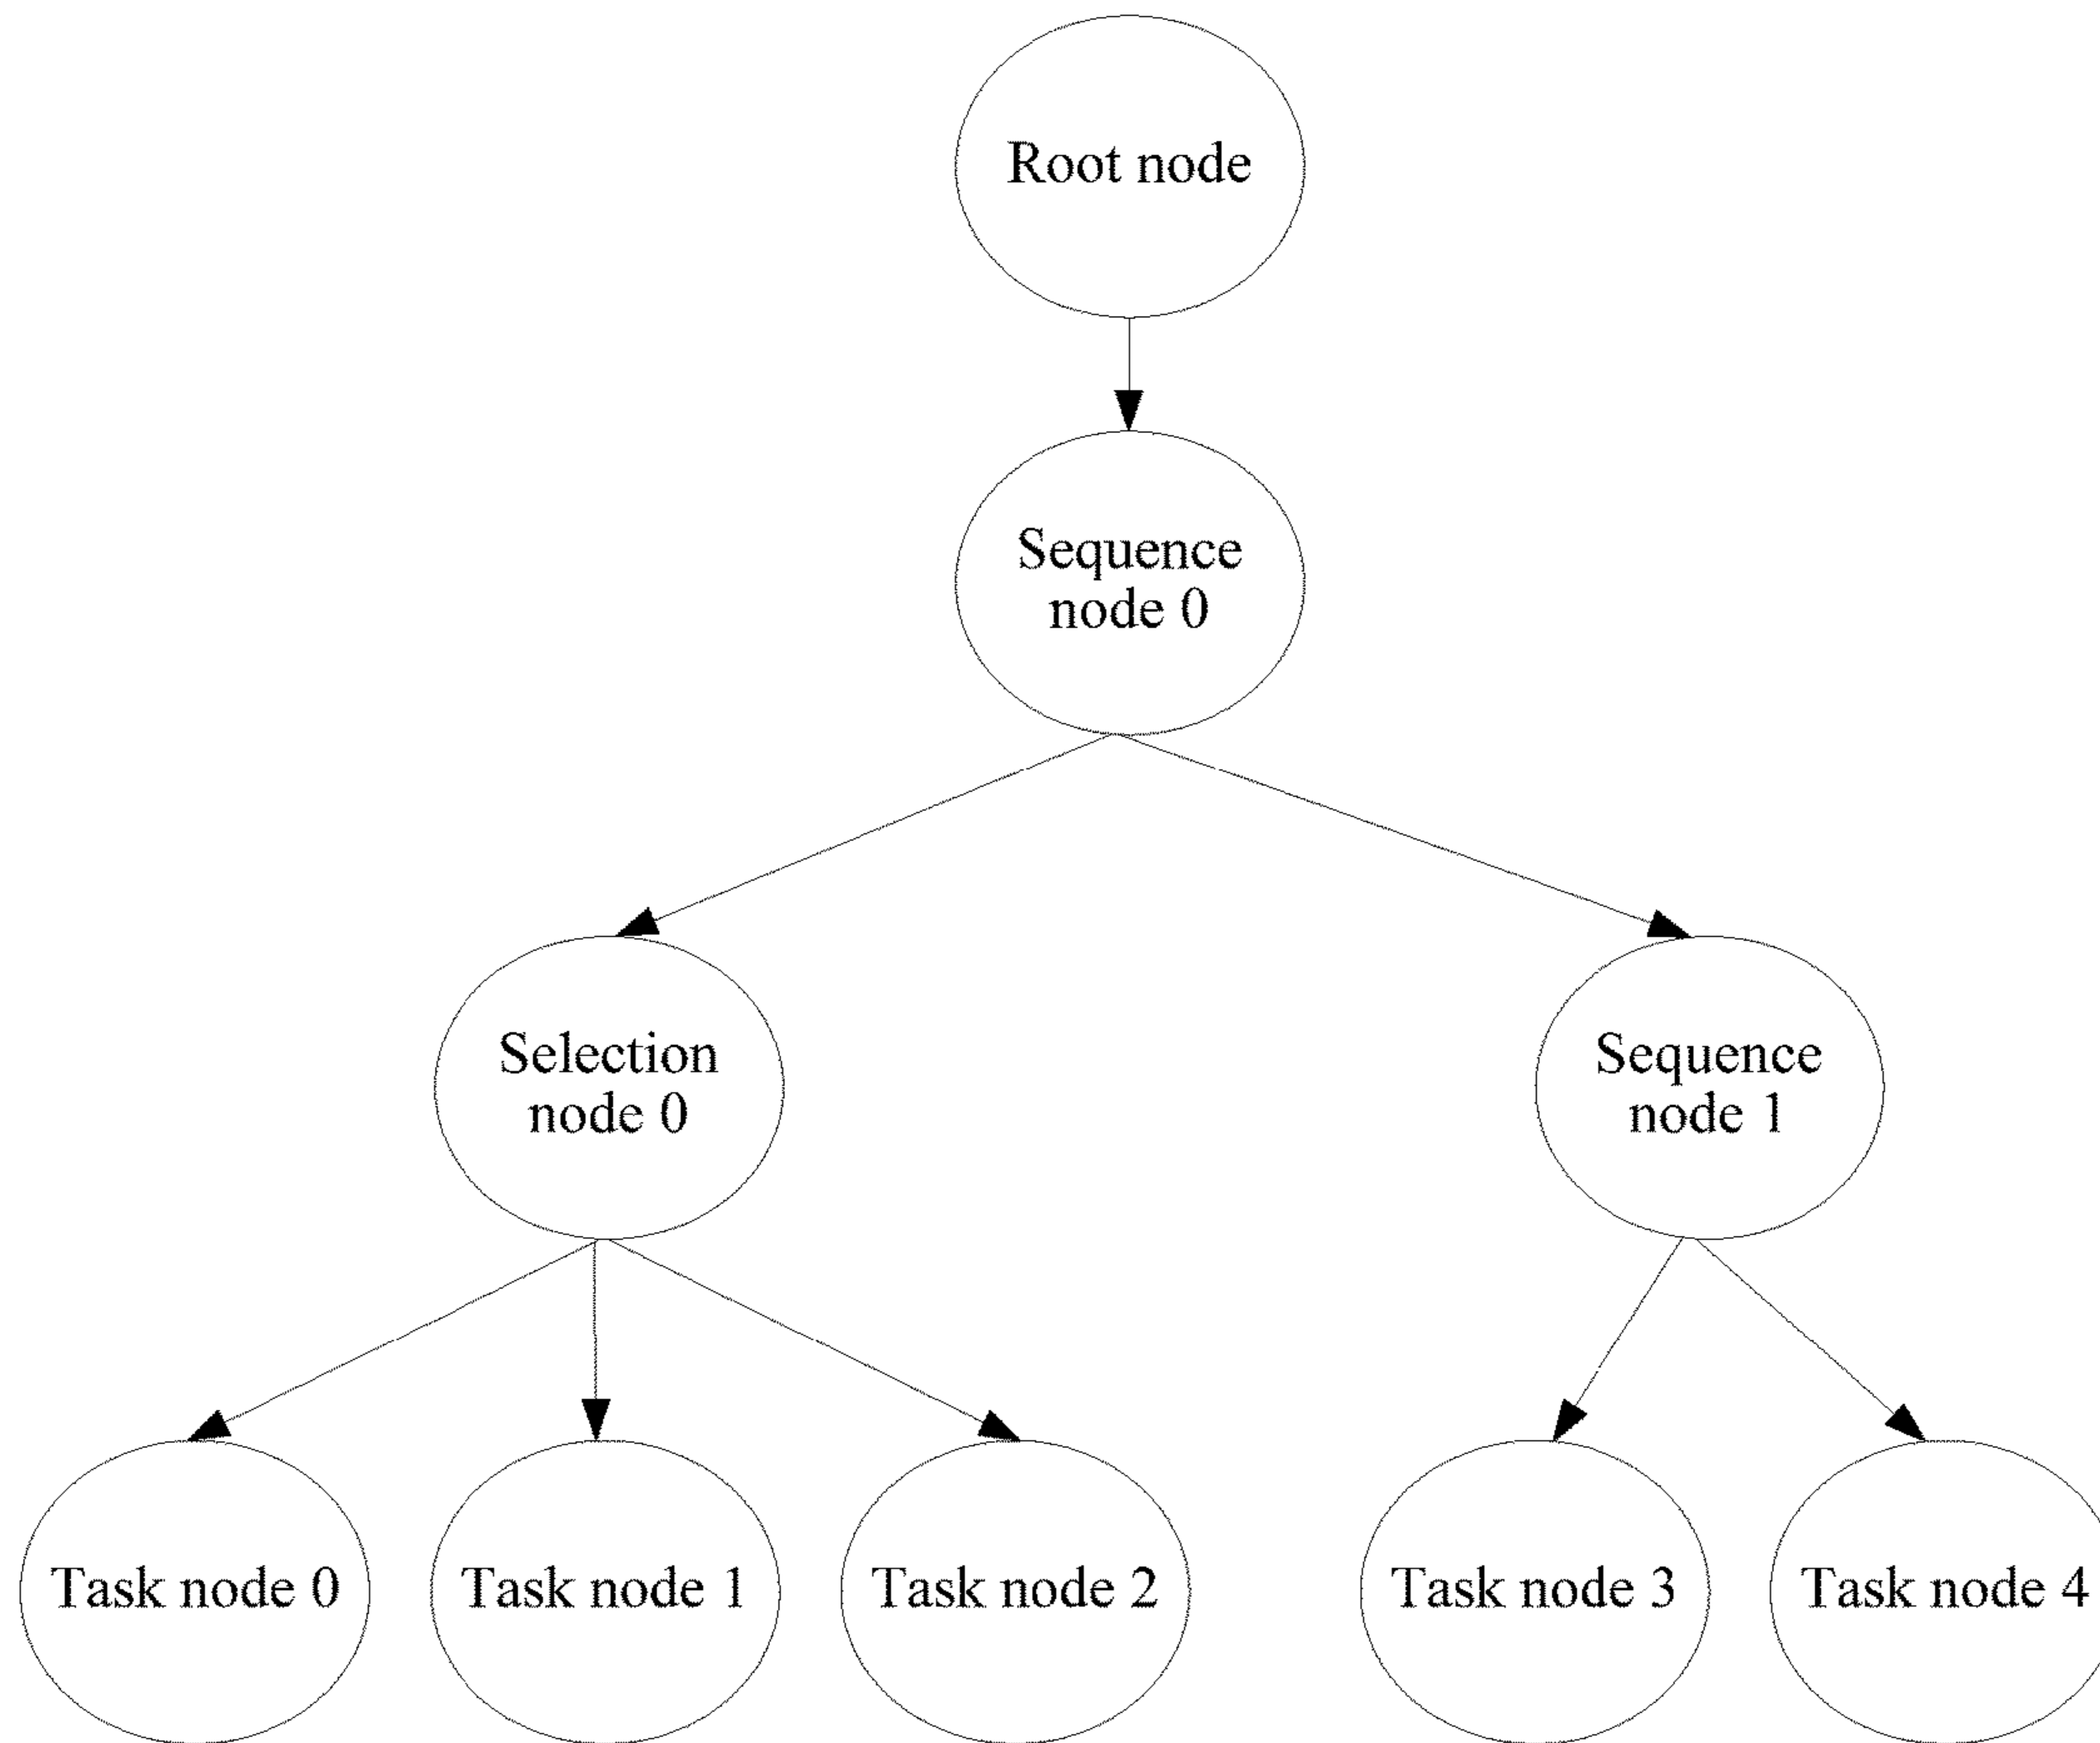 Root node
Sequence
node 0
Selection
node 0
Sequence
node 1
Task node 0
Task node 1
Task node 2
Task node 3
Task node 4